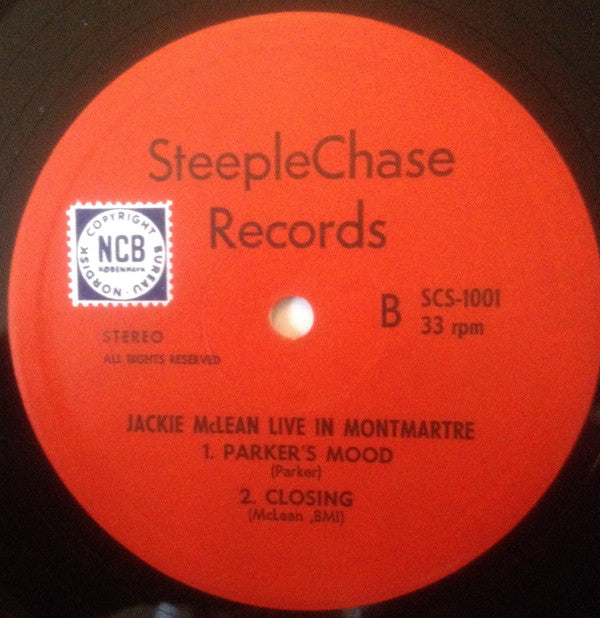 SteepleChase
Records
NORDISK COPYRIGHT BUREAU
NCB
KØBENHAVN
B
SCS-1001
33 rpm
STEREO
ALL RIGHTS RESERVED
JACKIE McLEAN LIVE IN MONTMARTRE
1. PARKER'S MOOD
(Parker)
2. CLOSING
(McLean ,BMI)